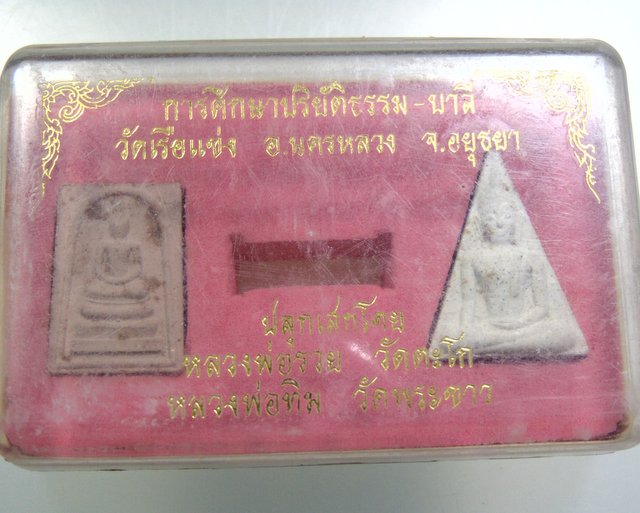 การศึกษาปริยัติธรรม-บาลี
วัดเรือแข่ง อ.นครหลวง จ.อยุธยา
ปลุกเสกโดย
หลวงพ่อรวย วัดตะโก
หลวงพ่อทิม วัดพระขาว